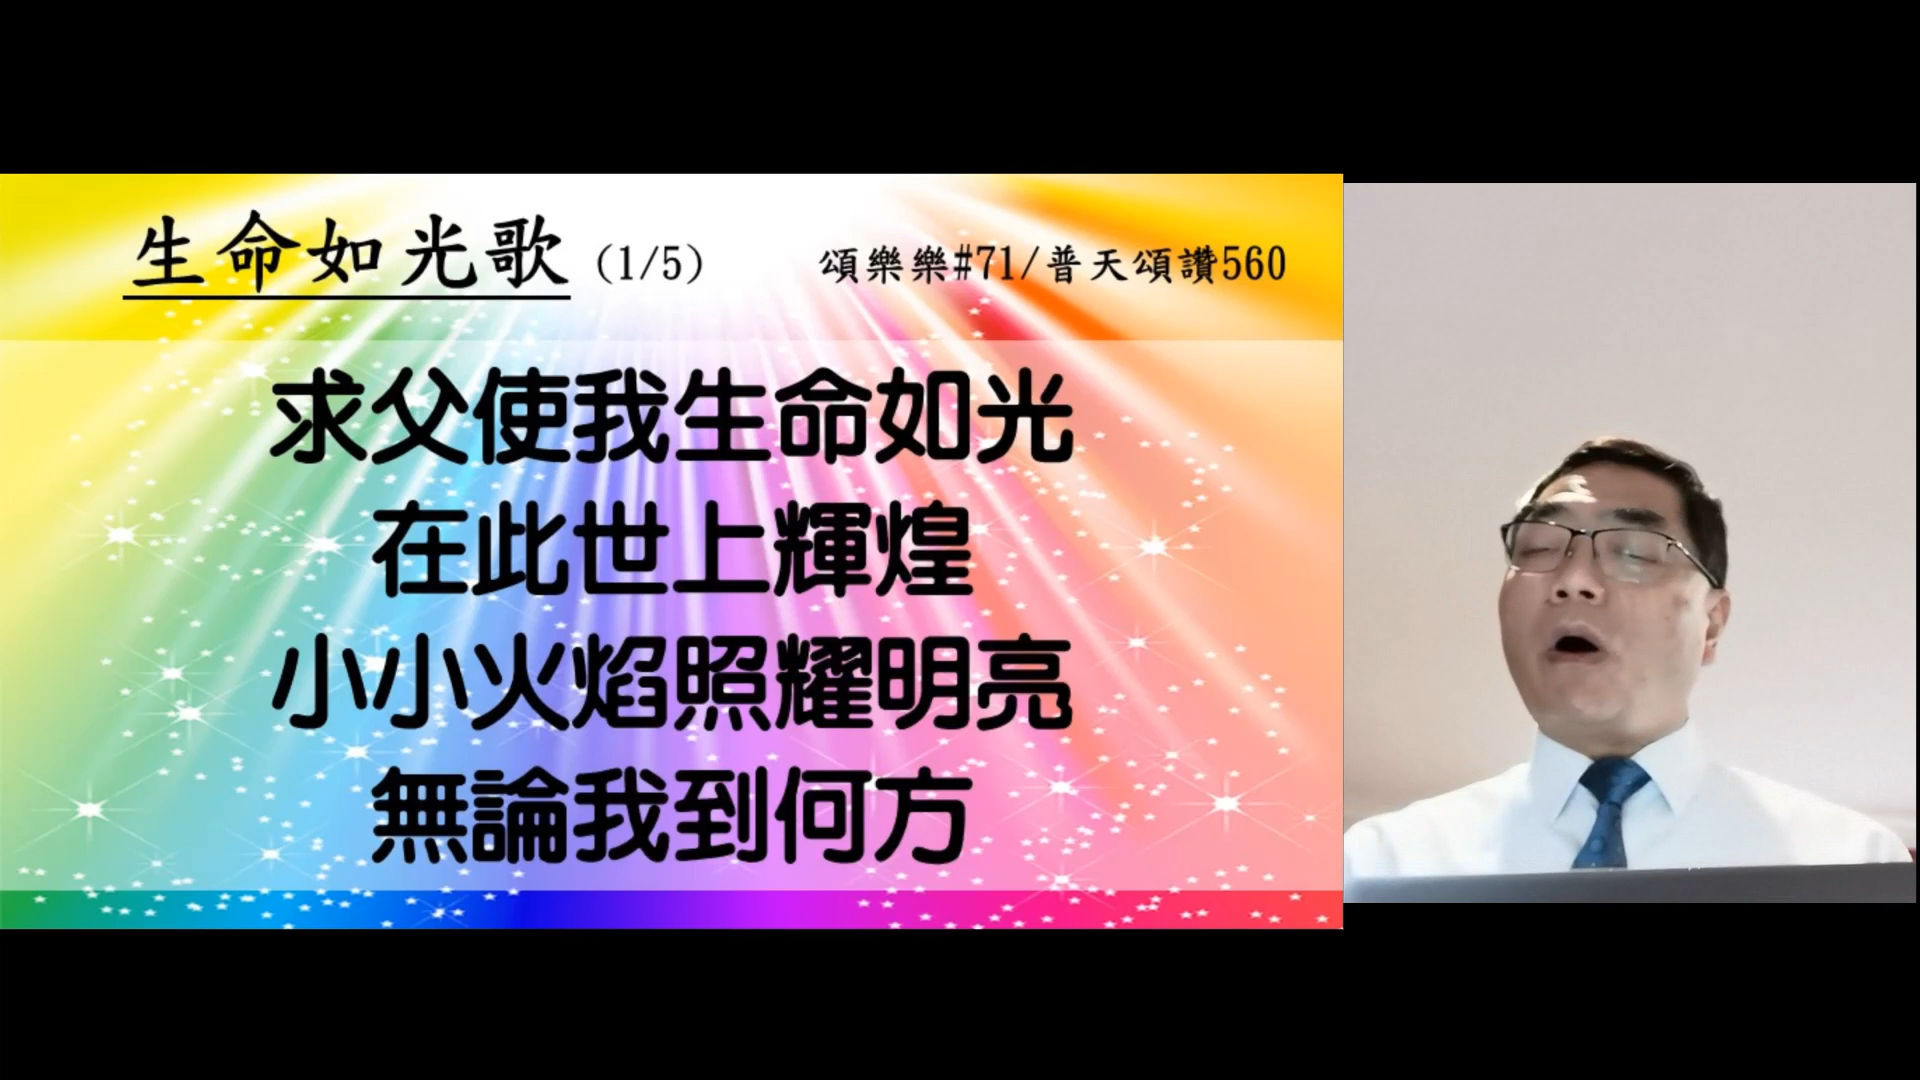 生命如光歌 (1/5) 頌樂樂#71/普天頌讚560
求父使我生命如光
在此世上輝煌
小小火焰照耀明亮
無論我到何方